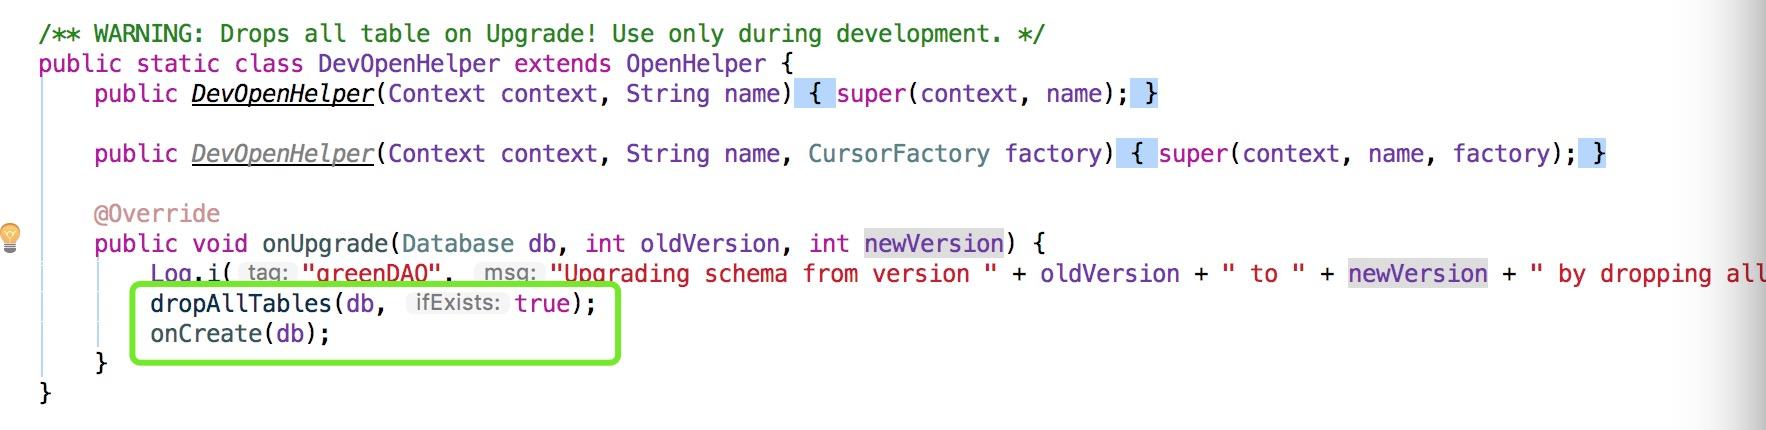 /** WARNING: Drops all table on Upgrade! Use only during development. */
public static class DevOpenHelper extends OpenHelper {
public DevOpenHelper(Context context, String name) { super(context, name); }
public DevOpenHelper(Context context, String name, CursorFactory factory) { super(context, name, factory); }
@Override
public void onUpgrade(Database db, int oldVersion, int newVersion) {
Log.i( tag: "greenDAO", msg: "Upgrading schema from version " + oldVersion + " to " + newVersion + " by dropping all
dropAllTables(db, ifExists: true);
onCreate(db);
}
}